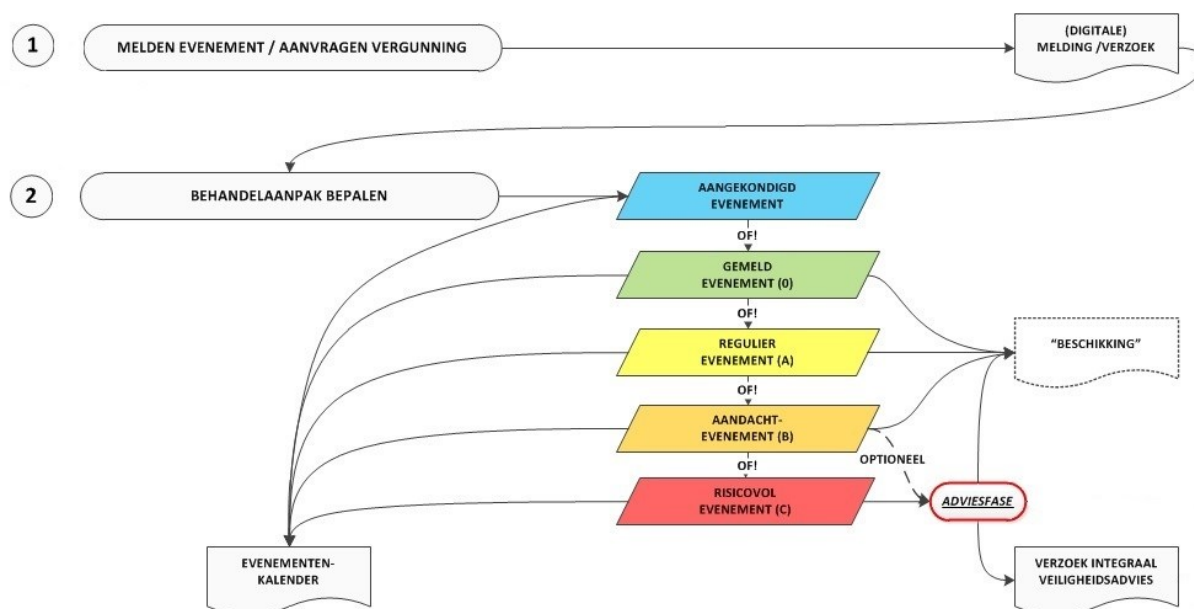 1
MELDEN EVENEMENT / AANVRAGEN VERGUNNING
(DIGITALE)
MELDING /VERZOEK
2
BEHANDELAANPAK BEPALEN
AANGEKONDIGD
EVENEMENT
OF!
GEMELD
EVENEMENT (0)
OF!
REGULIER
EVENEMENT (A)
"BESCHIKKING"
OF!
AANDACHT-
EVENEMENT (B)
OPTIONEEL
OF!
RISICOVOL
EVENEMENT (C)
ADVIESFASE
EVENEMENTEN-
KALENDER
VERZOEK INTEGRAAL
VEILIGHEIDSADVIES